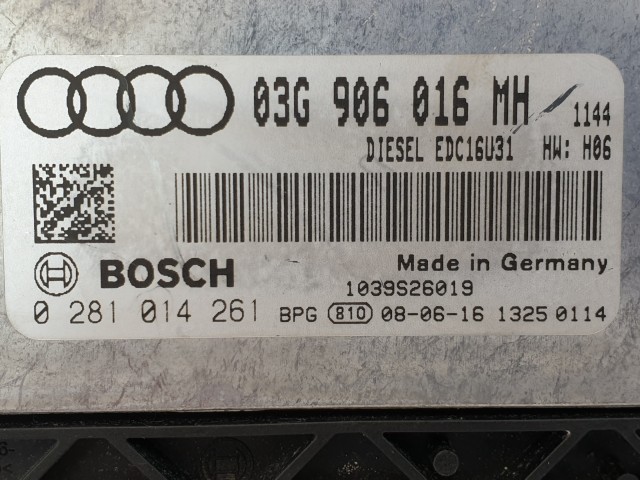 03G 906 016 MH 1144
DIESEL EDC16U31 HW: H06
BOSCH Made in Germany
1039S26019
0 281 014 261 BPG 810 08-06-16 1325 0114